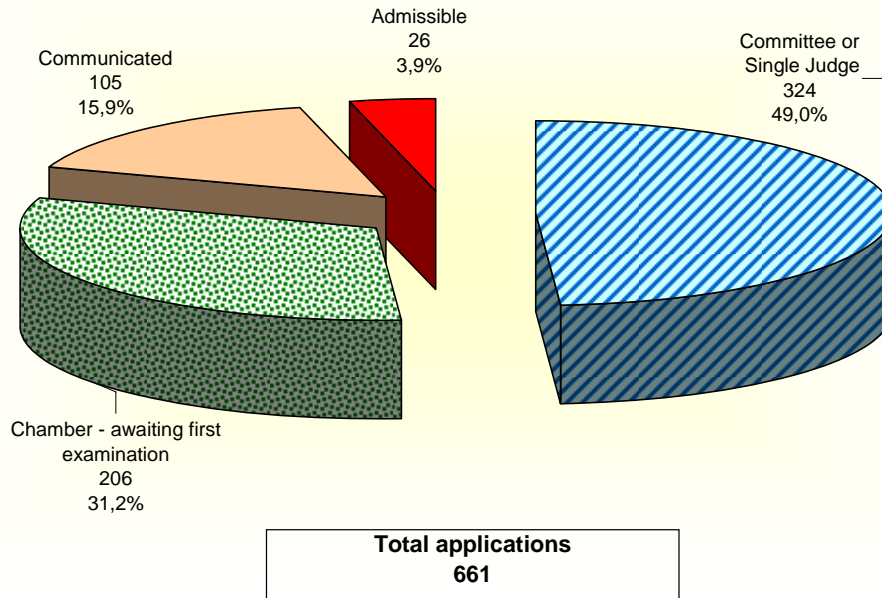 Admissible
26
3,9%
Communicated
105
15,9%
Committee or
Single Judge
324
49,0%
Chamber - awaiting first
examination
206
31,2%
Total applications
661